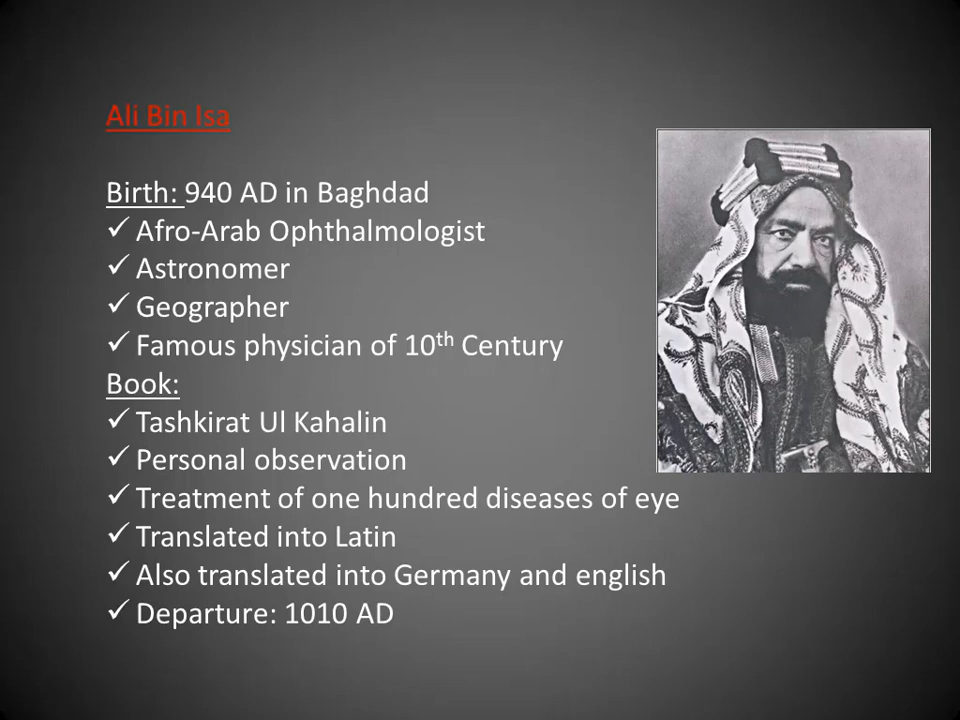 Ali Bin Isa
Birth: 940 AD in Baghdad
✓ Afro-Arab Ophthalmologist
✓ Astronomer
✓ Geographer
✓ Famous physician of 10th Century
Book:
✓ Tashkirat Ul Kahalin
✓ Personal observation
✓ Treatment of one hundred diseases of eye
✓ Translated into Latin
✓ Also translated into Germany and english
✓ Departure: 1010 AD